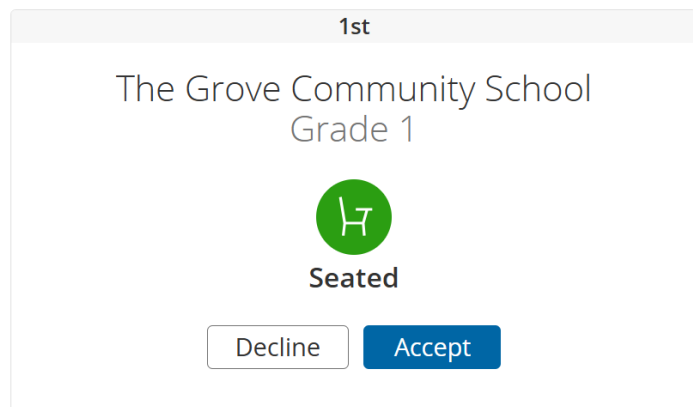 1st
The Grove Community School
Grade 1
Seated
Decline Accept